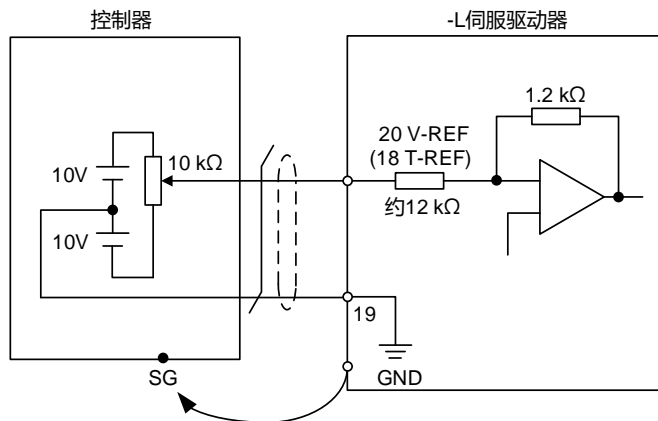 控制器
-L伺服驱动器
1.2 kΩ
20 V-REF
(18 T-REF)
10V
10 kΩ
约12 kΩ
10V
19
SG
GND